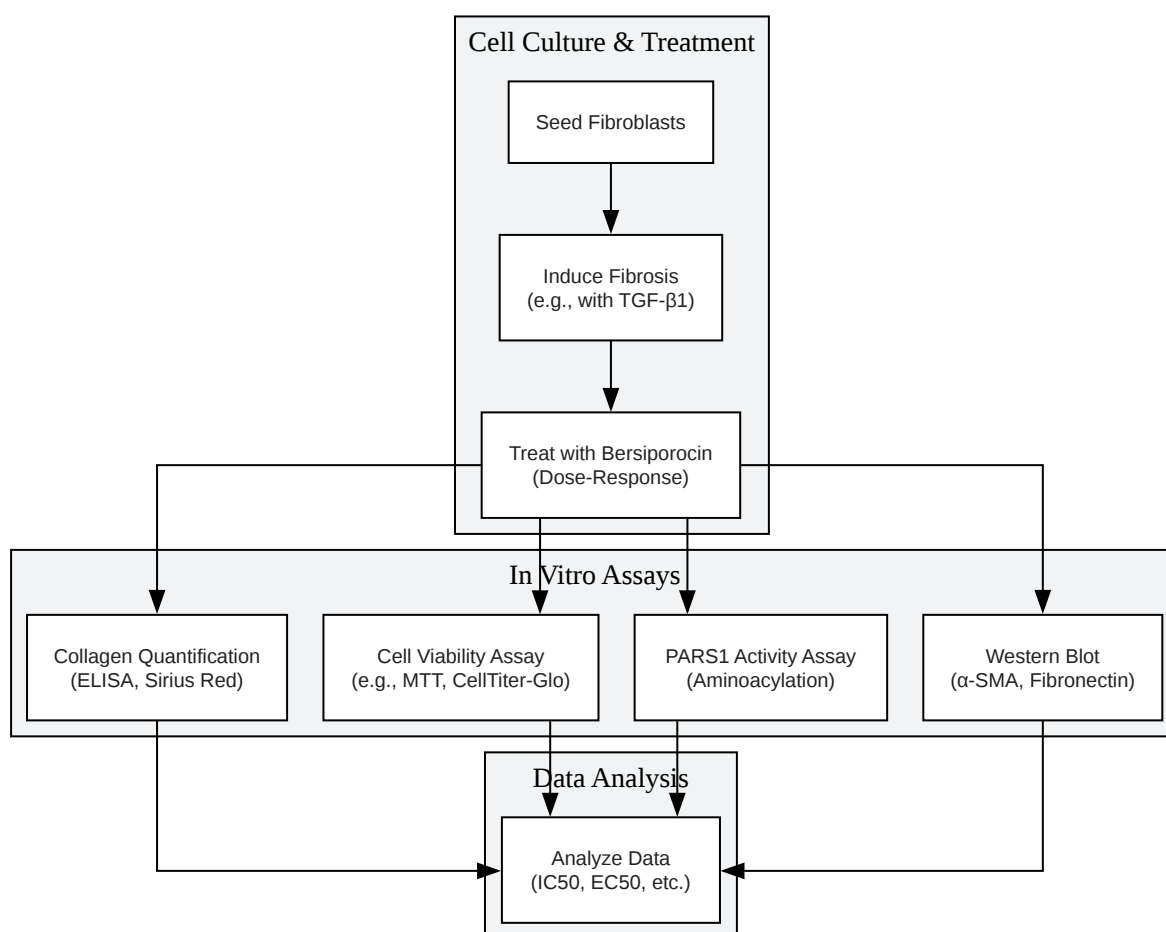 Cell Culture & Treatment
Seed Fibroblasts
Induce Fibrosis
(e.g., with TGF-β1)
Treat with Bersiporocin
(Dose-Response)
In Vitro Assays
Collagen Quantification
(ELISA, Sirius Red)
Cell Viability Assay
(e.g., MTT, CellTiter-Glo)
PARS1 Activity Assay
(Aminoacylation)
Western Blot
(α-SMA, Fibronectin)
Data Analysis
Analyze Data
(IC50, EC50, etc.)